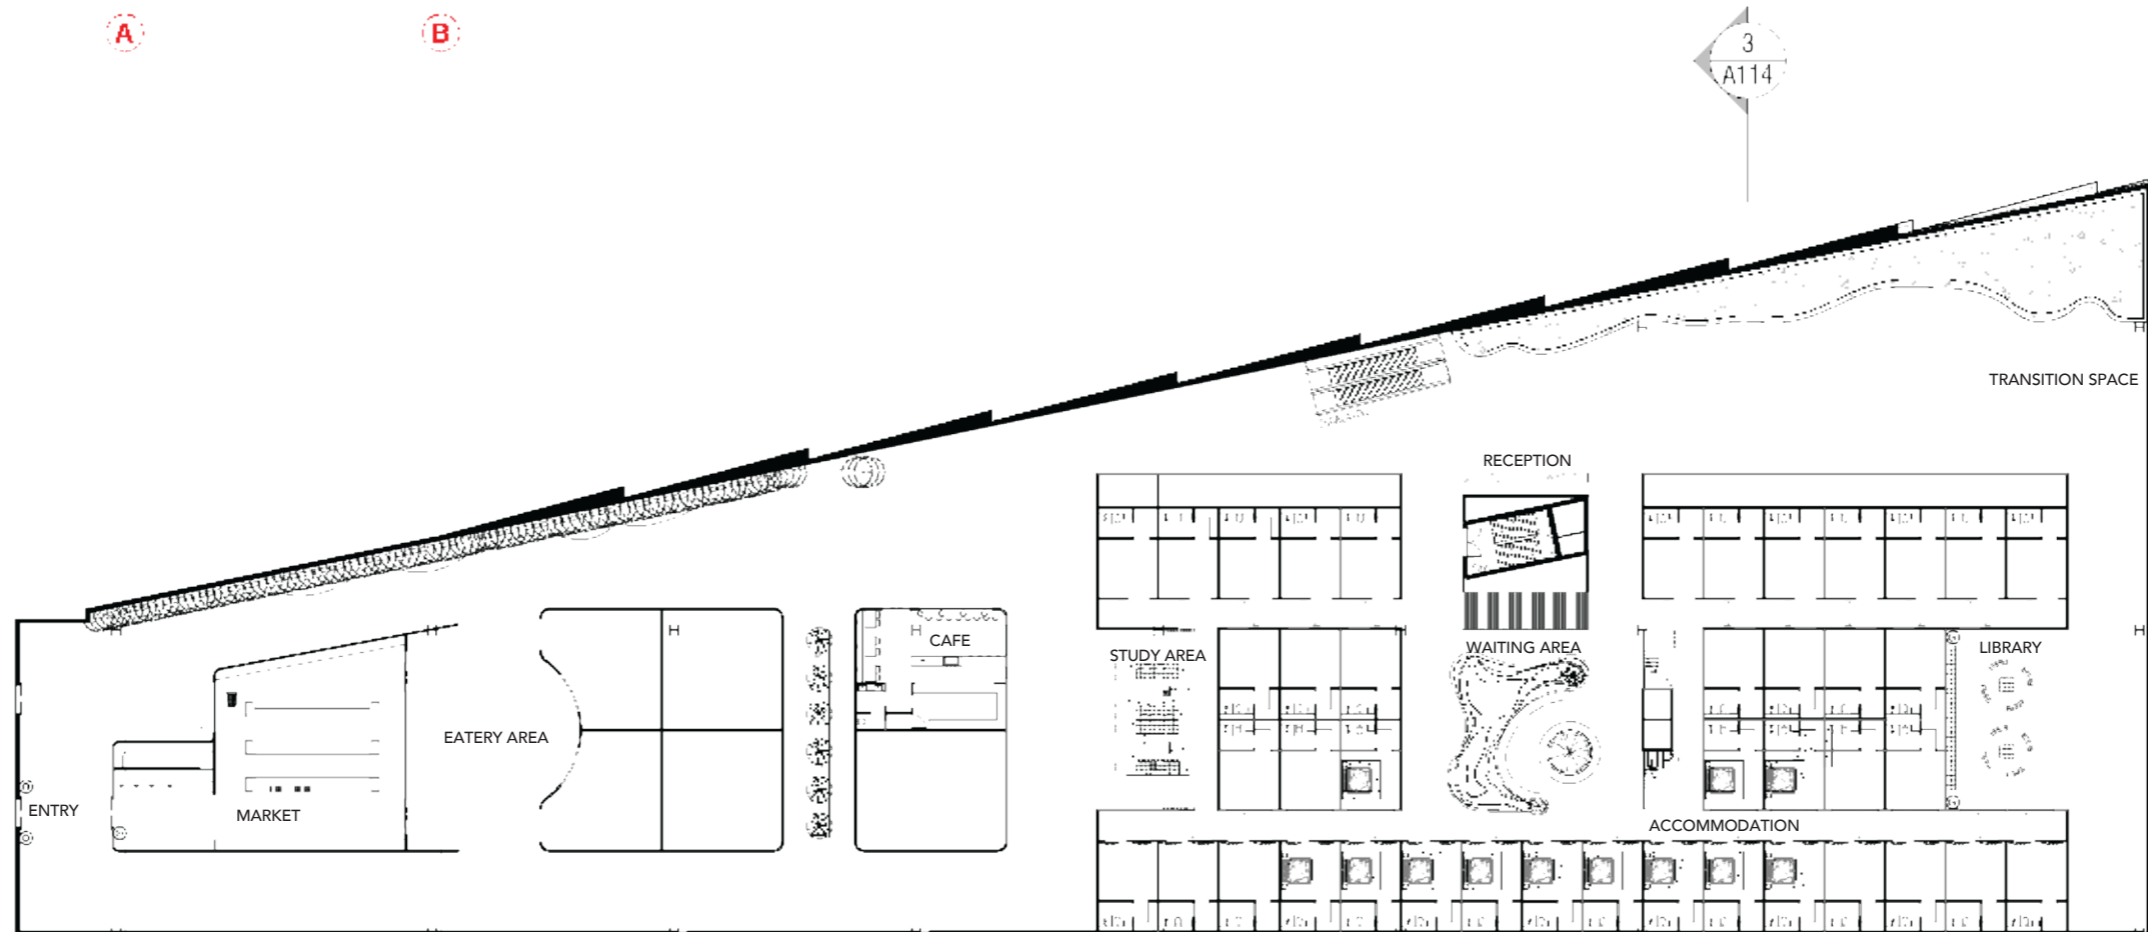 A
B
3
A114
TRANSITION SPACE
RECEPTION
CAFE
STUDY AREA
WAITING AREA
LIBRARY
EATERY AREA
ENTRY
MARKET
ACCOMMODATION